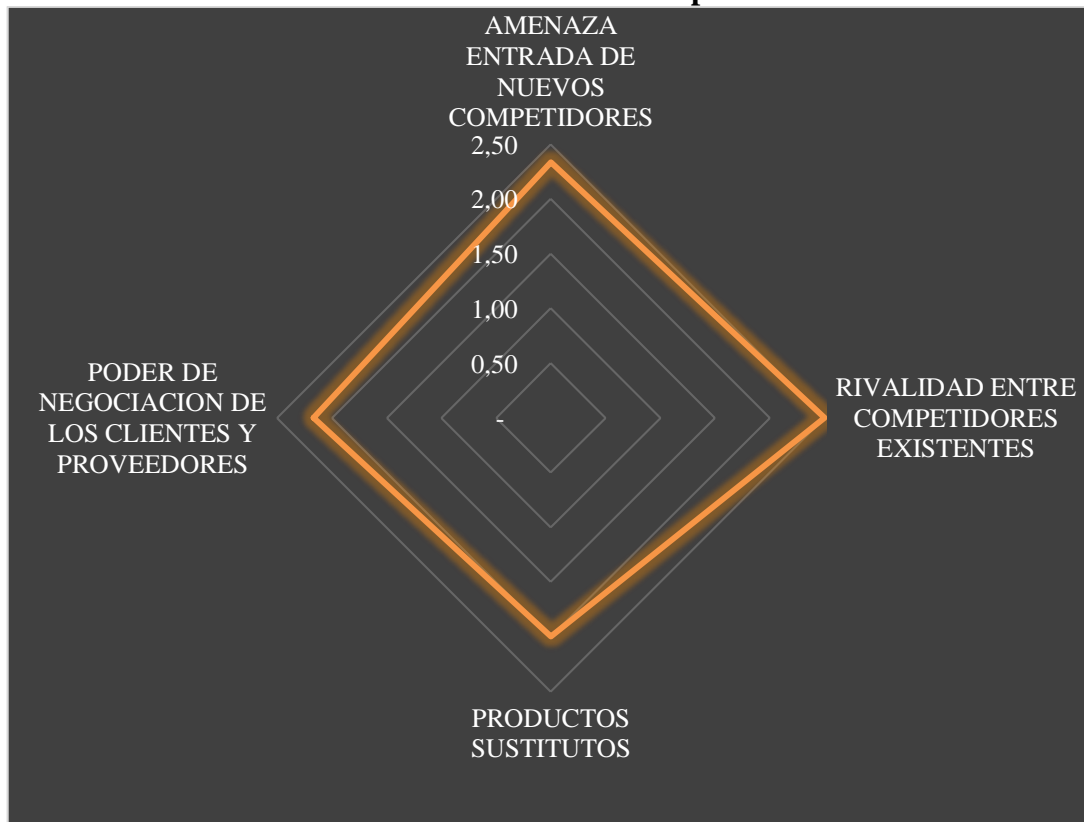 AMENAZA
ENTRADA DE
NUEVOS
COMPETIDORES
2,50
2,00
1,50
1,00
0,50
-
RIVALIDAD ENTRE
COMPETIDORES
EXISTENTES
PRODUCTOS
SUSTITUTOS
PODER DE
NEGOCIACION DE
LOS CLIENTES Y
PROVEEDORES